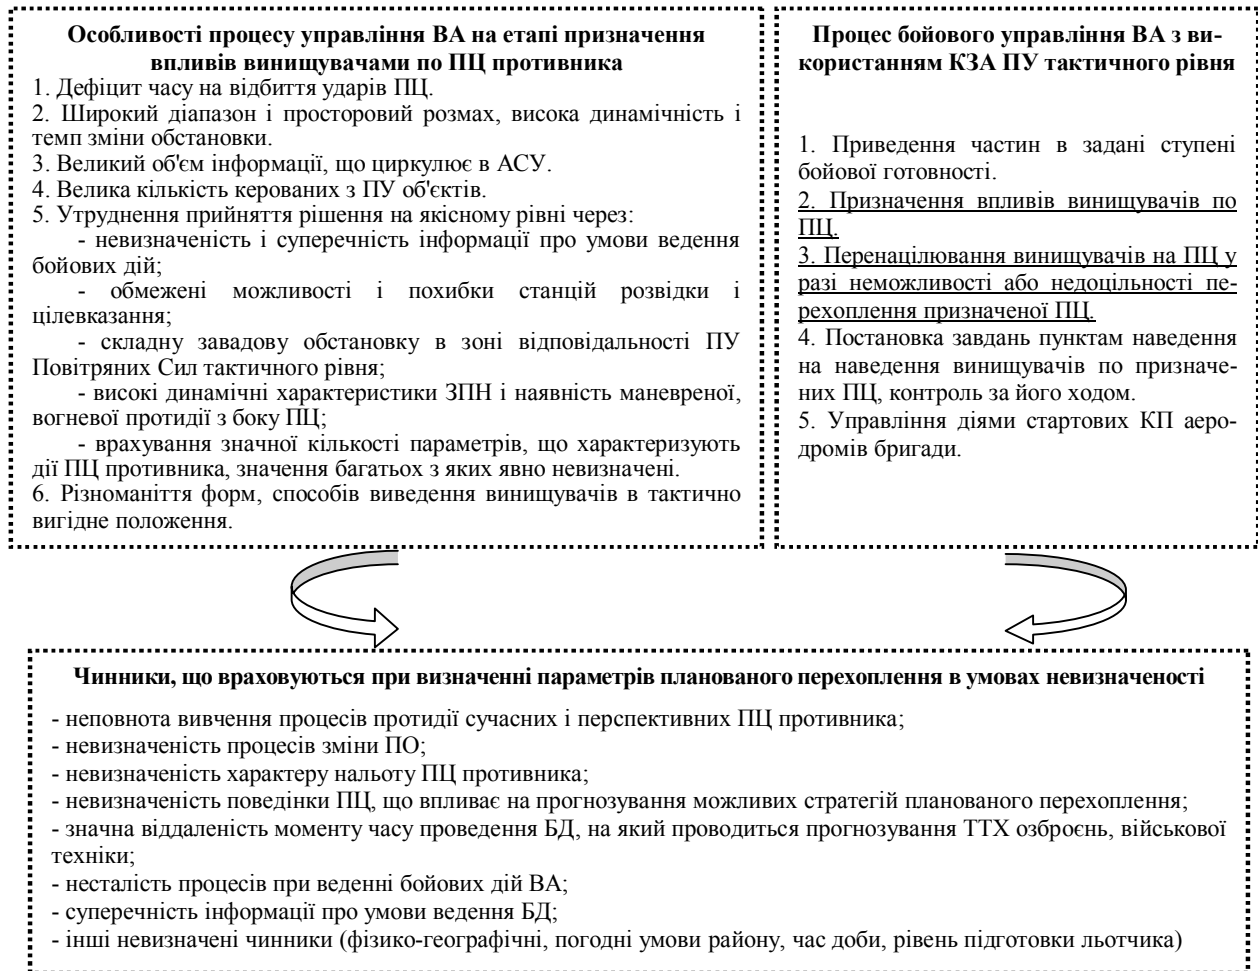 Особливості процесу управління ВА на етапі призначення
впливів винищувачами по ПЦ противника
1. Дефіцит часу на відбиття ударів ПЦ.
2. Широкий діапазон і просторовий розмах, висока динамічність і
темп зміни обстановки.
3. Великий об'єм інформації, що циркулює в АСУ.
4. Велика кількість керованих з ПУ об'єктів.
5. Утруднення прийняття рішення на якісному рівні через:
- невизначеність і суперечність інформації про умови ведення
бойових дій;
- обмежені можливості і похибки станцій розвідки і
цілевказання;
- складну завадову обстановку в зоні відповідальності ПУ
Повітряних Сил тактичного рівня;
- високі динамічні характеристики ЗПН і наявність маневреної,
вогневої протидії з боку ПЦ;
- врахування значної кількості параметрів, що характеризують
дії ПЦ противника, значення багатьох з яких явно невизначені.
6. Різноманіття форм, способів виведення винищувачів в тактично
вигідне положення.
Процес бойового управління ВА з ви-
користанням КЗА ПУ тактичного рівня
1. Приведення частин в задані ступені
бойової готовності.
2. Призначення впливів винищувачів по
ПЦ.
3. Перенацілювання винищувачів на ПЦ у
разі неможливості або недоцільності пе-
рехоплення призначеної ПЦ.
4. Постановка завдань пунктам наведення
на наведення винищувачів по призначе-
них ПЦ, контроль за його ходом.
5. Управління діями стартових КП аеро-
дромів бригади.
Чинники, що враховуються при визначенні параметрів планованого перехоплення в умовах невизначеності
- неповнота вивчення процесів протидії сучасних і перспективних ПЦ противника;
- невизначеність процесів зміни ПО;
- невизначеність характеру нальоту ПЦ противника;
- невизначеність поведінки ПЦ, що впливає на прогнозування можливих стратегій планованого перехоплення;
- значна віддаленість моменту часу проведення БД, на який проводиться прогнозування ТТХ озброєнь, військової
техніки;
- несталість процесів при веденні бойових дій ВА;
- суперечність інформації про умови ведення БД;
- інші невизначені чинники (фізико-географічні, погодні умови району, час доби, рівень підготовки льотчика)